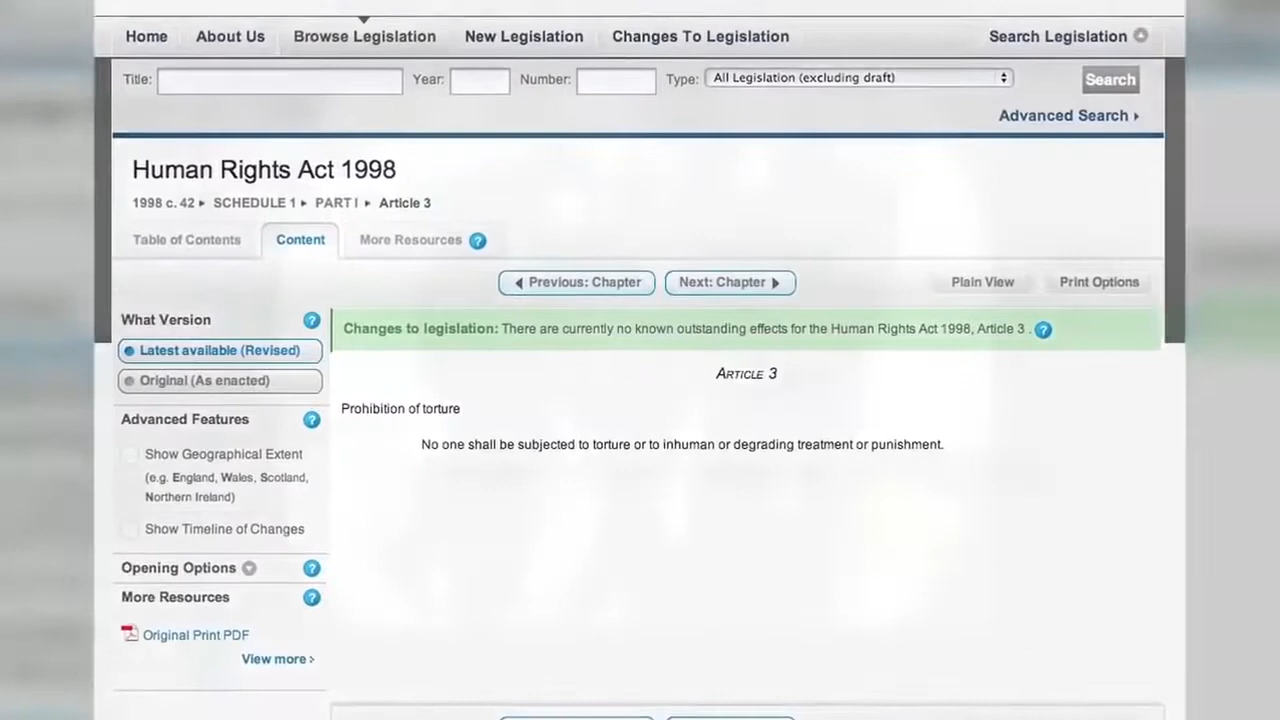 Home About Us Browse Legislation New Legislation Changes To Legislation Search Legislation
Title: Year: Number: Type: All Legislation (excluding draft) Search
Advanced Search
Human Rights Act 1998
1998 c. 42 SCHEDULE 1 PART I Article 3
Table of Contents Content More Resources ?
Previous: Chapter Next: Chapter Plain View Print Options
What Version ?
Latest available (Revised)
Original (As enacted)
Advanced Features ?
Show Geographical Extent
(e.g. England, Wales, Scotland,
Northern Ireland)
Show Timeline of Changes
Opening Options ?
More Resources ?
Original Print PDF
View more >
Changes to legislation: There are currently no known outstanding effects for the Human Rights Act 1998, Article 3 . ?
ARTICLE 3
Prohibition of torture
No one shall be subjected to torture or to inhuman or degrading treatment or punishment.